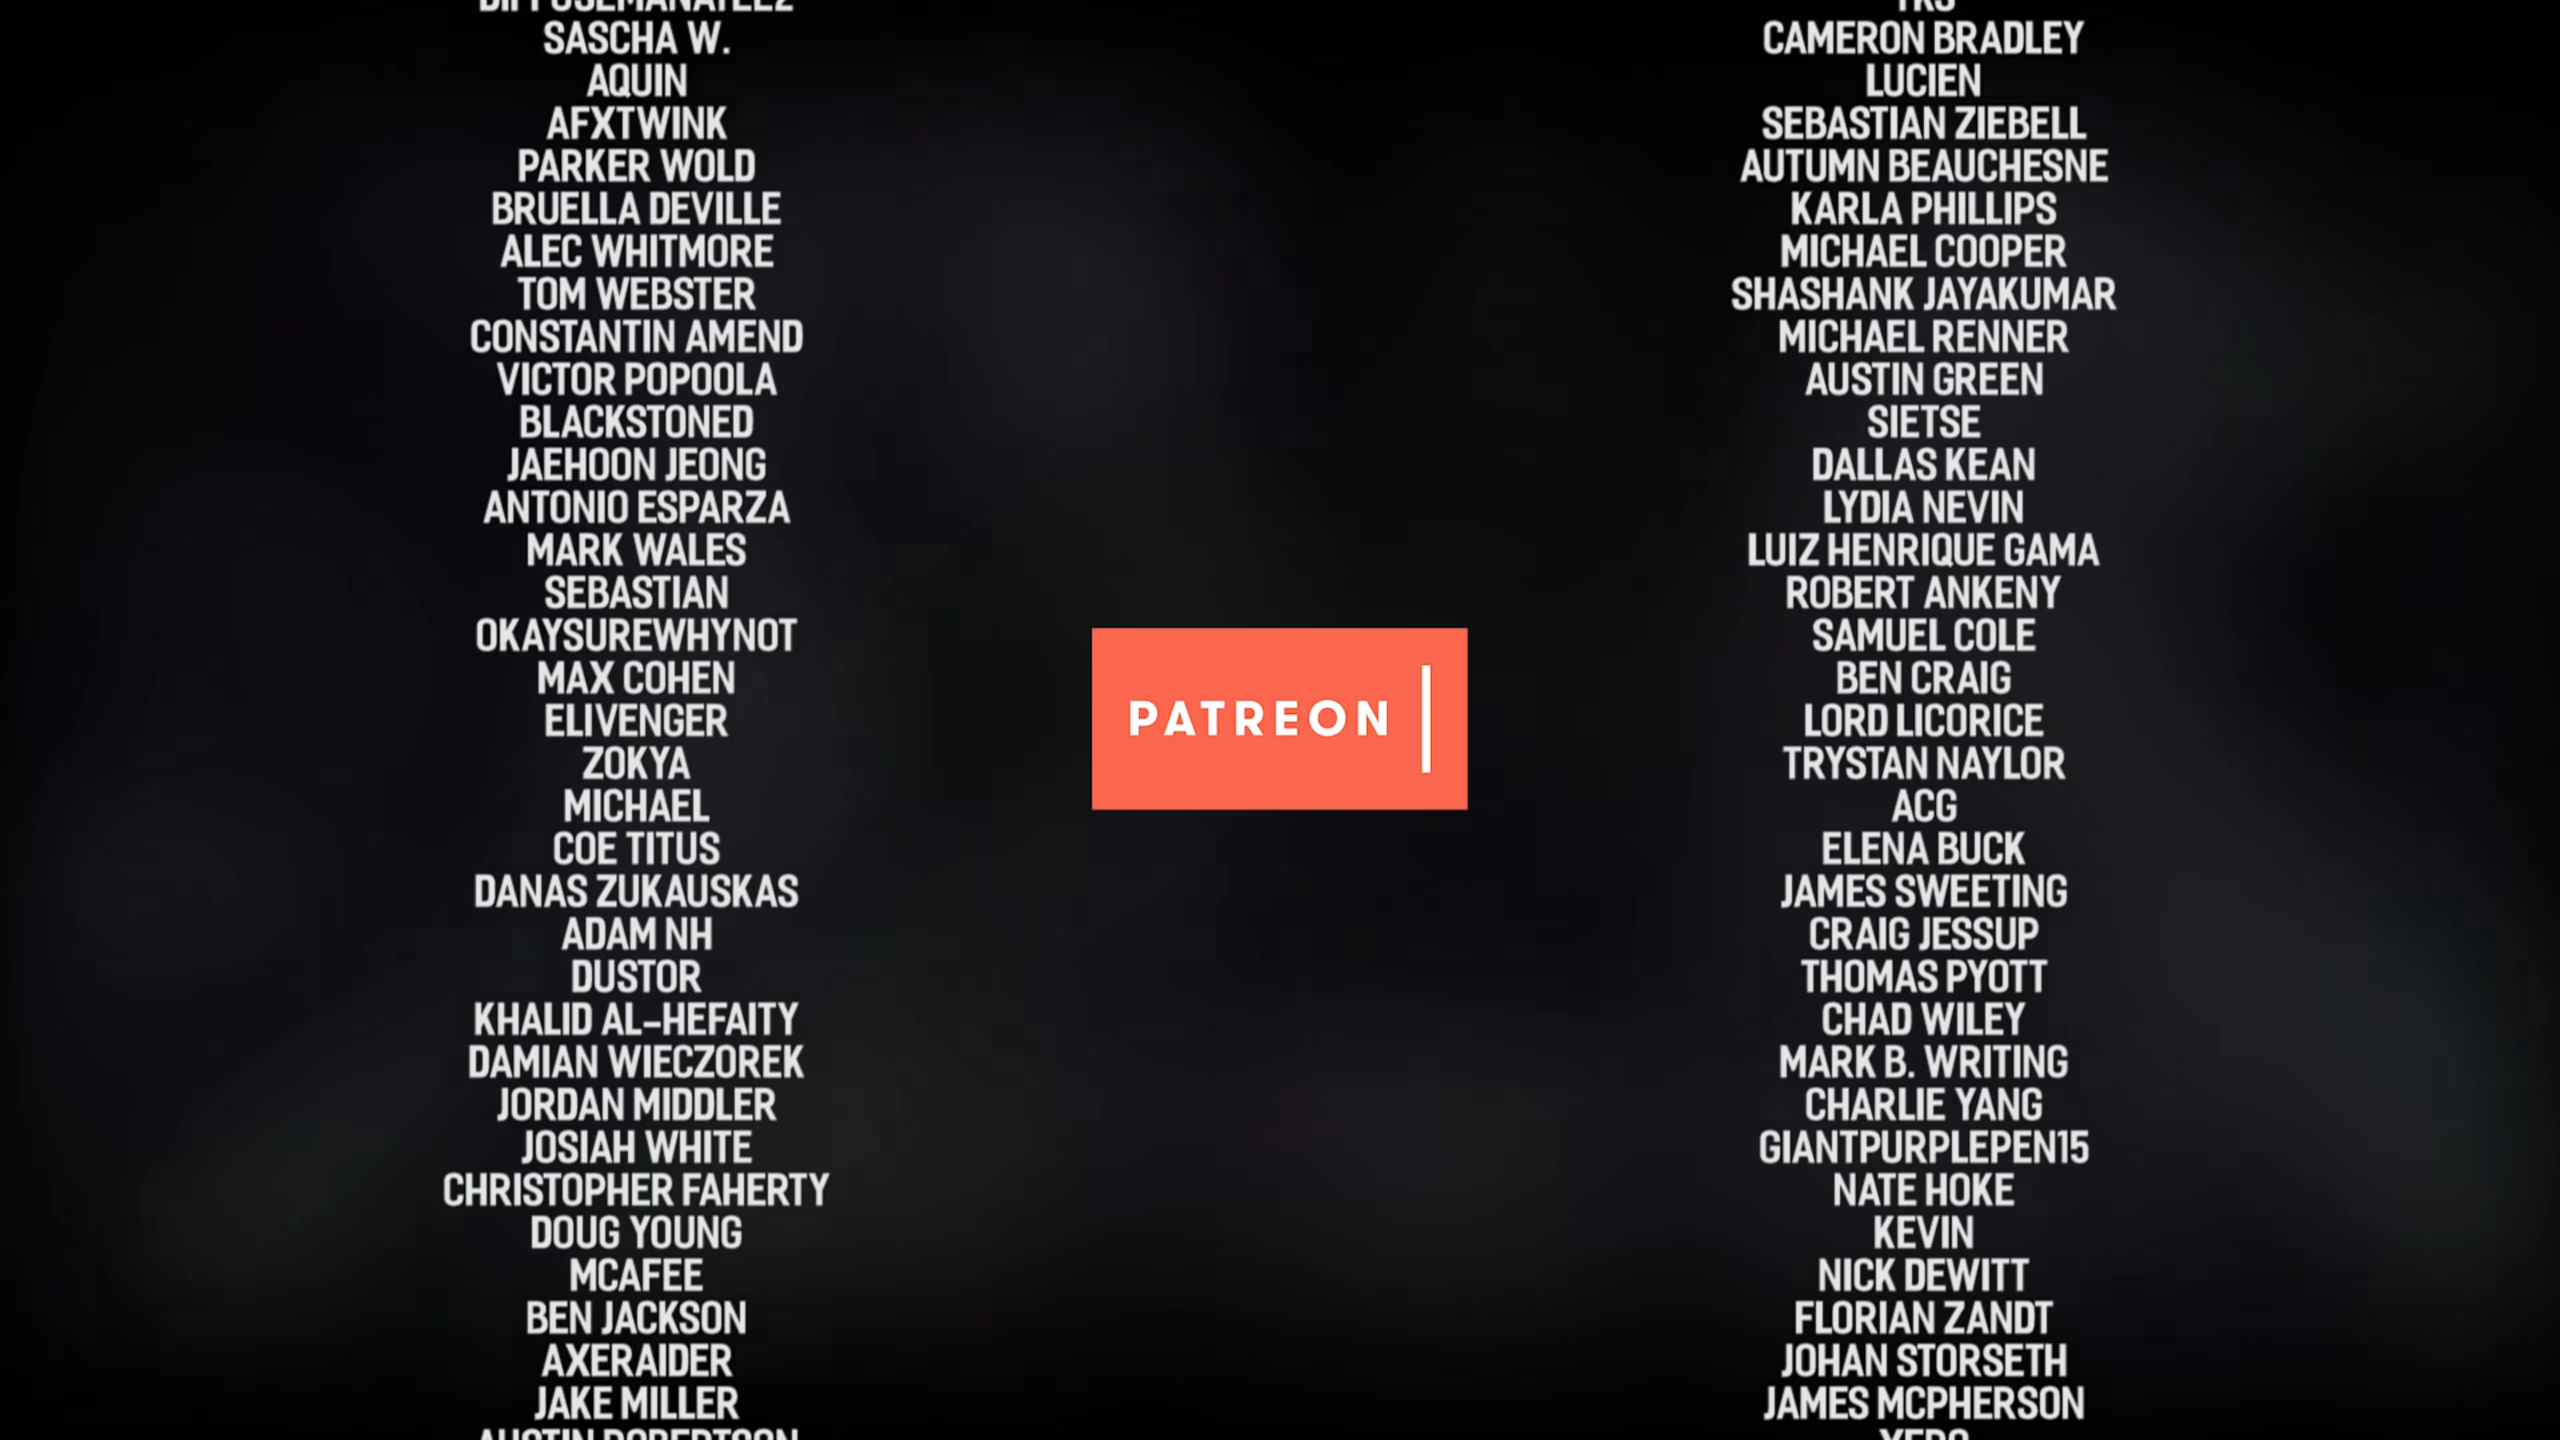 SASCHA W.
AQUIN
AFXTWINK
PARKER WOLD
BRUELLA DEVILLE
ALEC WHITMORE
TOM WEBSTER
CONSTANTIN AMEND
VICTOR POPOOLA
BLACKSTONED
JAEHOON JEONG
ANTONIO ESPARZA
MARK WALES
SEBASTIAN
OKAYSUREWHYNOT
MAX COHEN
ELIVENGER
ZOKYA
MICHAEL
COE TITUS
DANAS ZUKAUSKAS
ADAM NH
DUSTOR
KHALID AL-HEFAITY
DAMIAN WIECZOREK
JORDAN MIDDLER
JOSIAH WHITE
CHRISTOPHER FAHERTY
DOUG YOUNG
MCAFEE
BEN JACKSON
AXERAIDER
JAKE MILLER
PATREON
CAMERON BRADLEY
LUCIEN
SEBASTIAN ZIEBELL
AUTUMN BEAUCHESNE
KARLA PHILLIPS
MICHAEL COOPER
SHASHANK JAYAKUMAR
MICHAEL RENNER
AUSTIN GREEN
SIETSE
DALLAS KEAN
LYDIA NEVIN
LUIZ HENRIQUE GAMA
ROBERT ANKENY
SAMUEL COLE
BEN CRAIG
LORD LICORICE
TRYSTAN NAYLOR
ACG
ELENA BUCK
JAMES SWEETING
CRAIG JESSUP
THOMAS PYOTT
CHAD WILEY
MARK B. WRITING
CHARLIE YANG
GIANTPURPLEPEN15
NATE HOKE
KEVIN
NICK DEWITT
FLORIAN ZANDT
JOHAN STORSETH
JAMES MCPHERSON